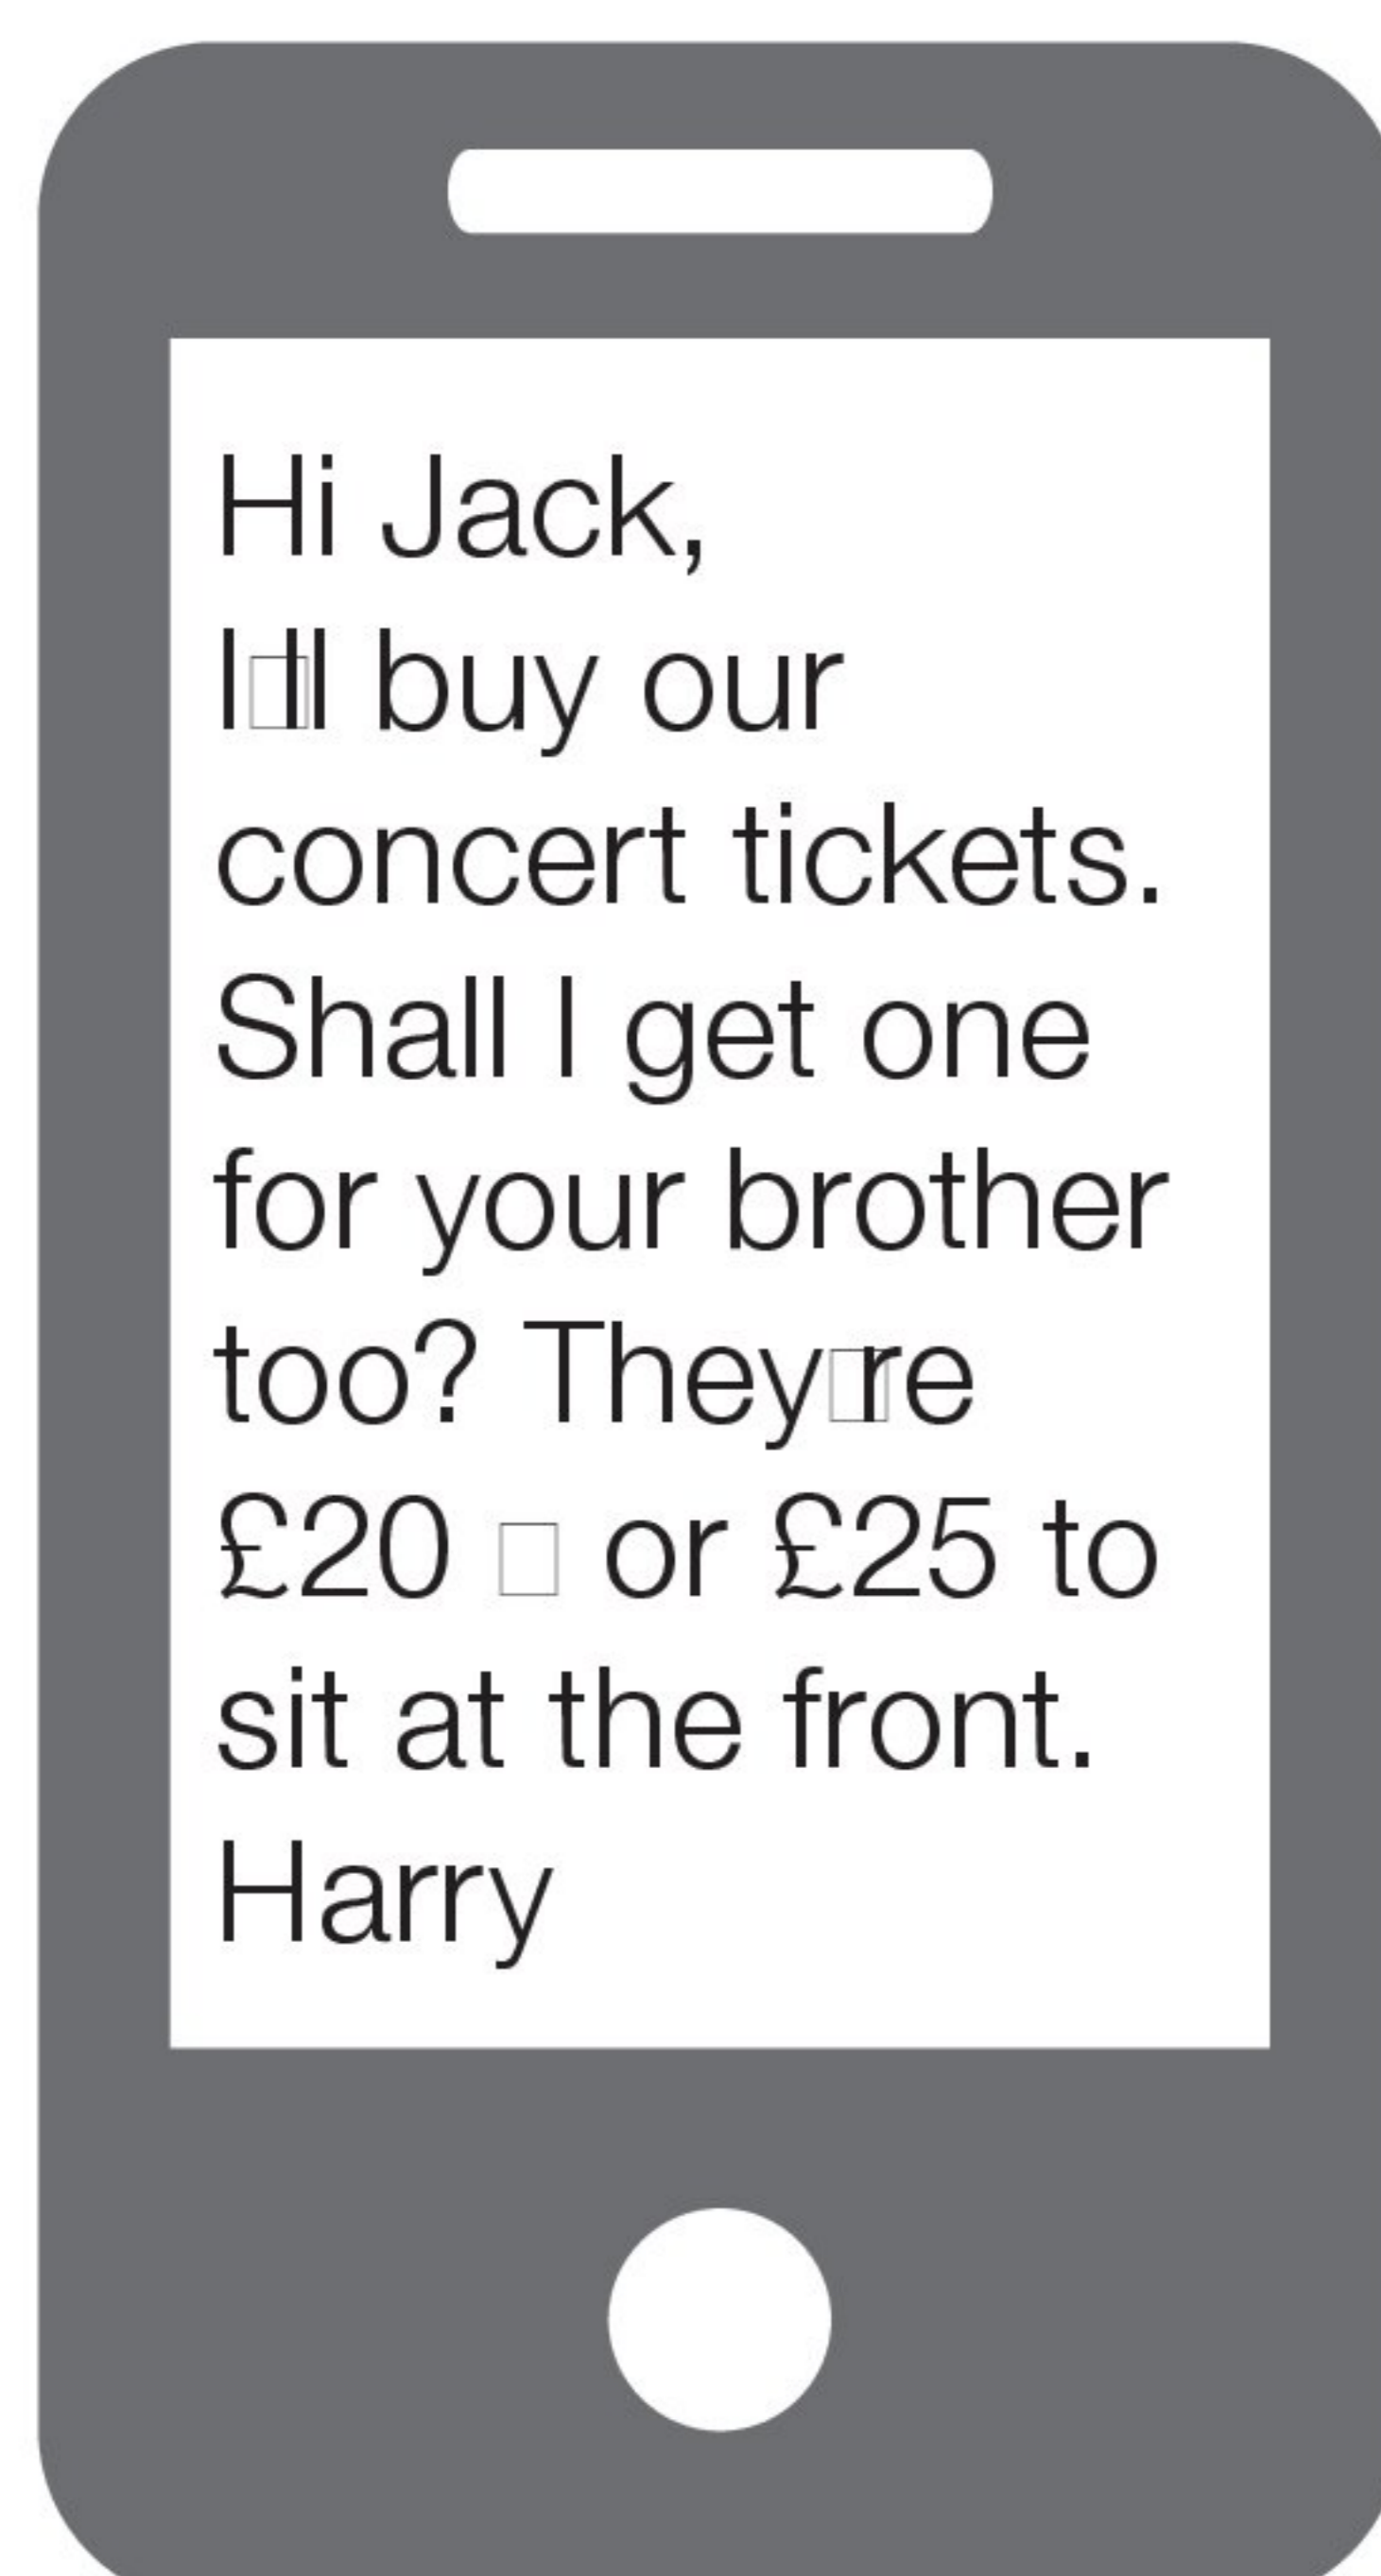 Hi Jack,
I□ll buy our
concert tickets.
Shall I get one
for your brother
too? They□re
£20 □ or £25 to
sit at the front.
Harry